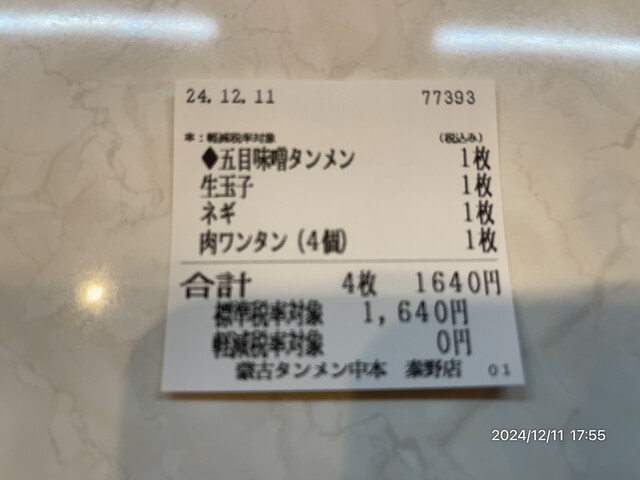 24.12.11 77393
本：軽減税率対象 (税込み)
◆五目味噌タンメン 1枚
生玉子 1枚
ネギ 1枚
肉ワンタン（4個） 1枚
合計 4枚 1640円
標準税率対象 1,640円
軽減税率対象 0円
蒙古タンメン中本 秦野店 01
2024/12/11 17:55